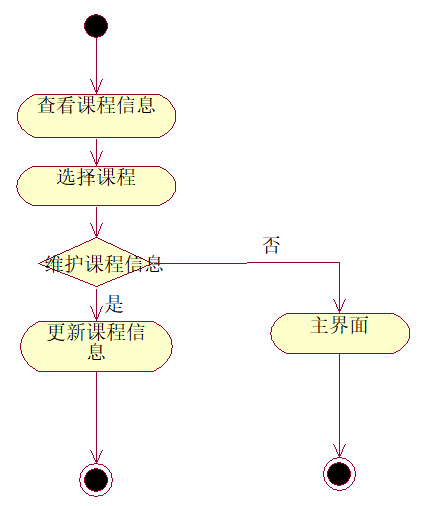 查看课程信息
选择课程
维护课程信息
否
是
更新课程信
息
主界面